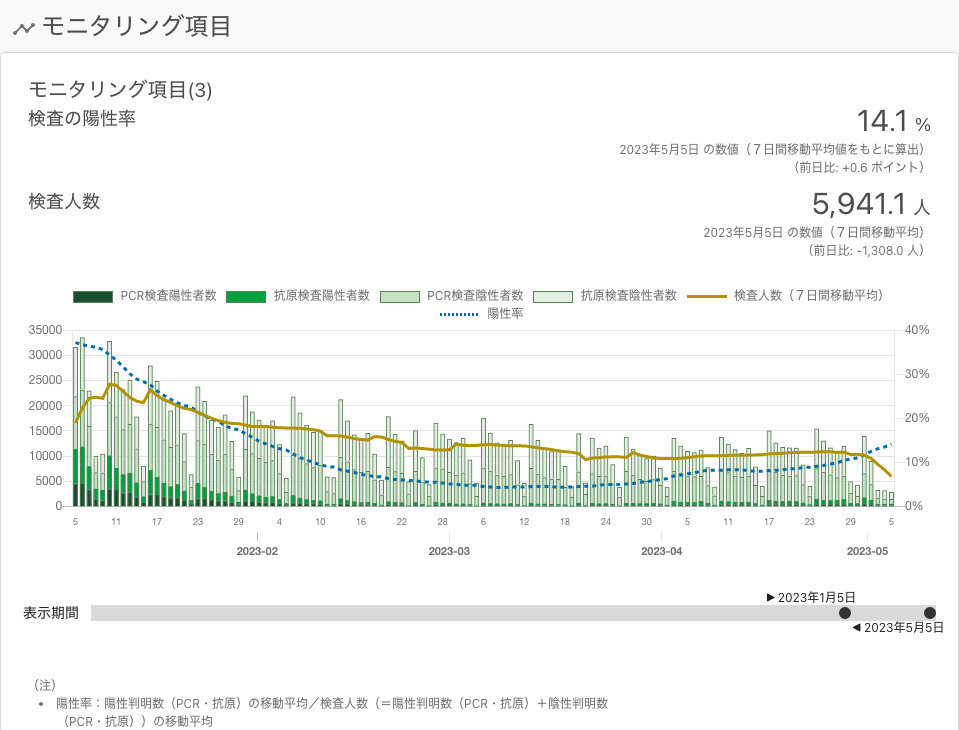 モニタリング項目
モニタリング項目(3)
検査の陽性率
14.1 %
2023年5月5日 の数値（７日間移動平均値をもとに算出）
（前日比: +0.6 ポイント）
検査人数
5,941.1 人
2023年5月5日 の数値（７日間移動平均）
（前日比: -1,308.0 人）
PCR検査陽性者数 抗原検査陽性者数 PCR検査陰性者数 抗原検査陰性者数 検査人数（７日間移動平均）
陽性率
35000 40%
30000
25000 30%
20000
20%
15000
10000 10%
5000
0 0%
5 11 17 23 29 4 10 16 22 28 6 12 18 24 30 5 11 17 23 29 5
2023-02 2023-03 2023-04 2023-05
▶ 2023年1月5日
表示期間
◀ 2023年5月5日
（注）
• 陽性率：陽性判明数（PCR・抗原）の移動平均／検査人数（＝陽性判明数（PCR・抗原）＋陰性判明数
（PCR・抗原））の移動平均